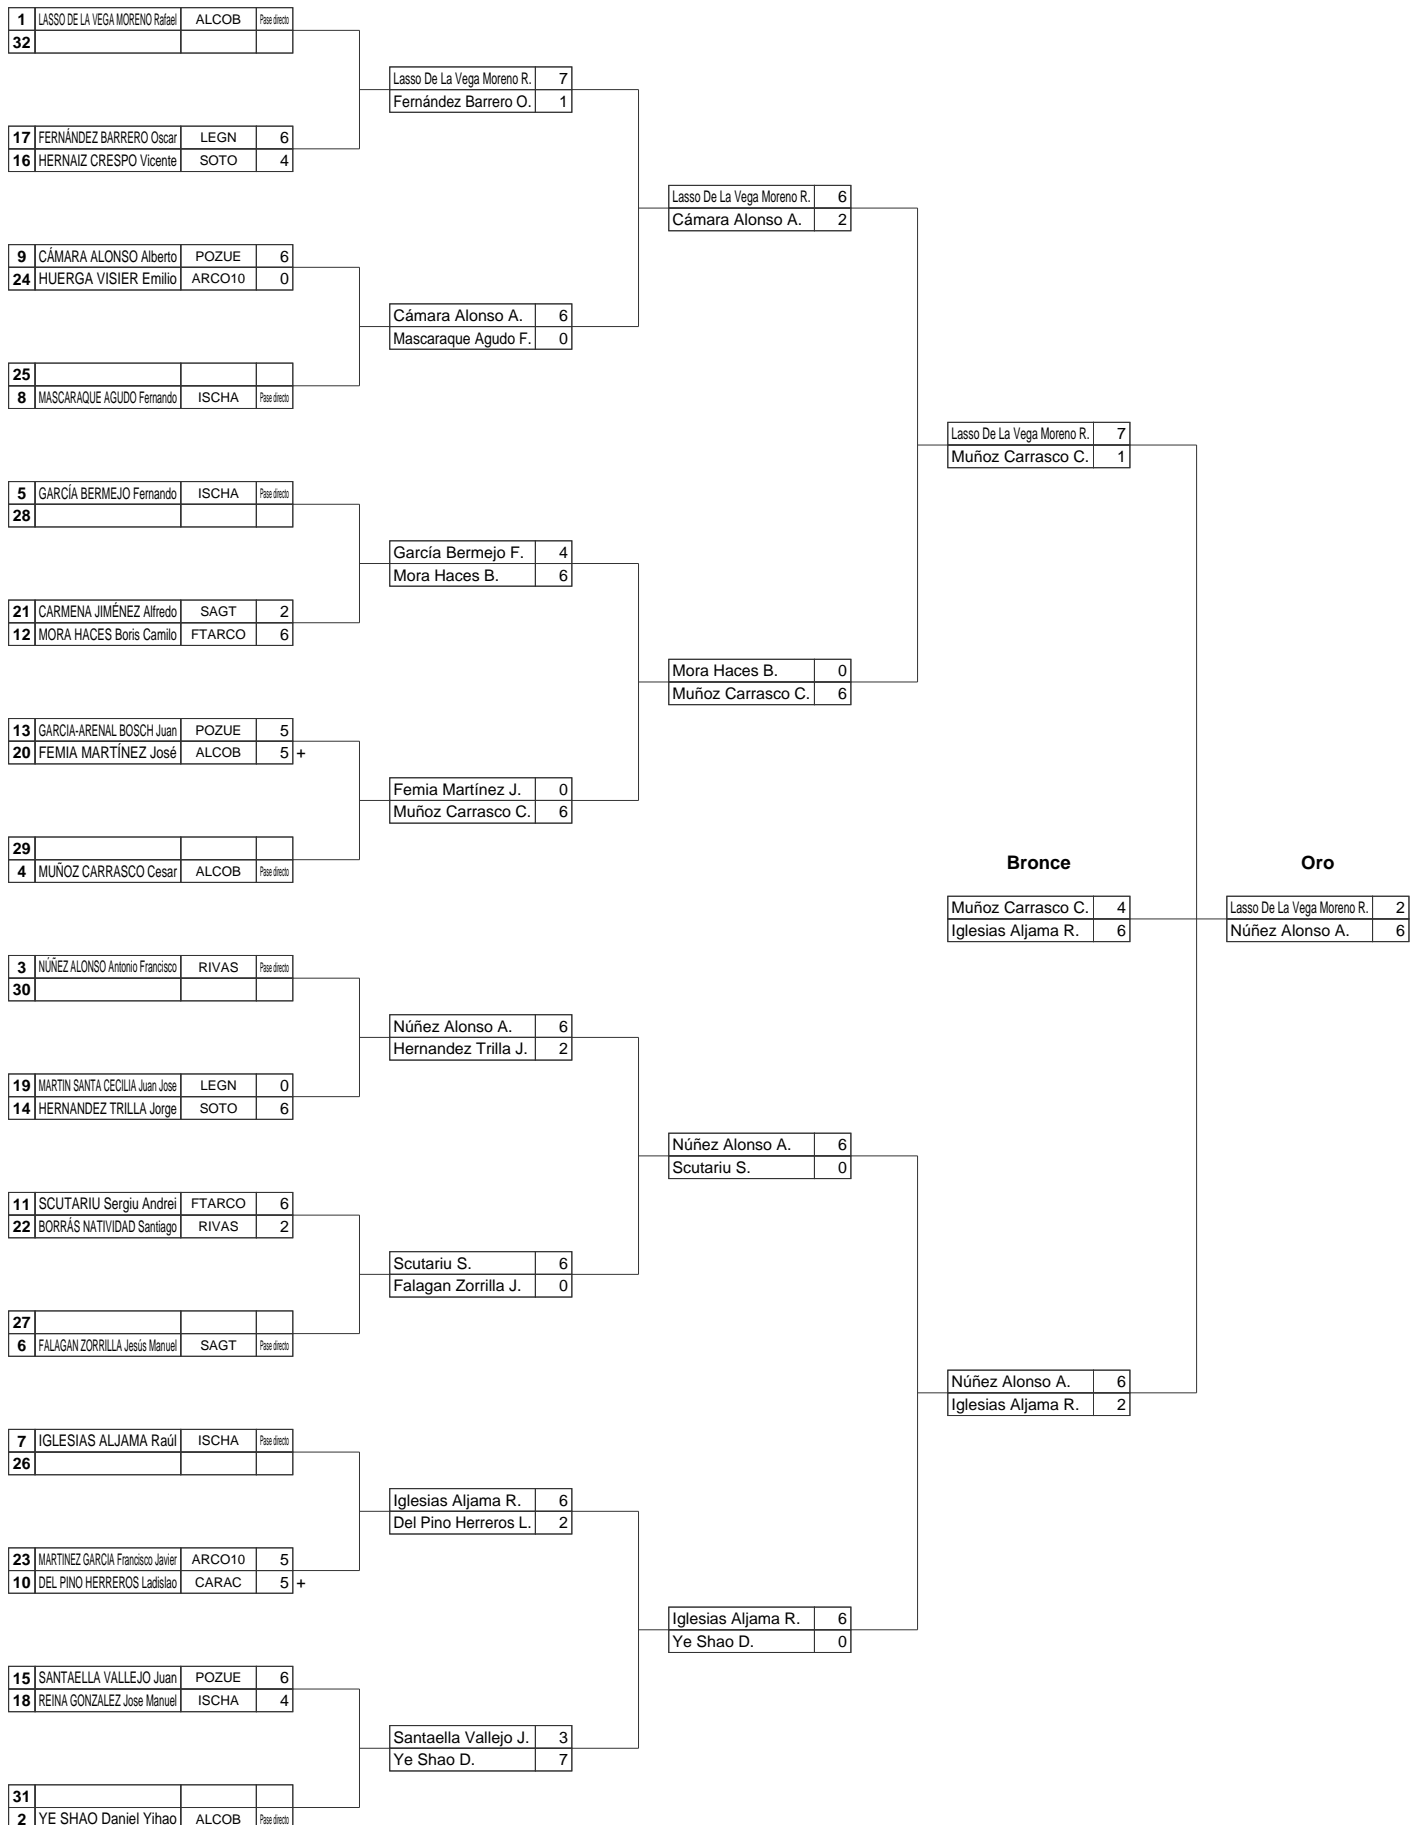 1 LASSO DE LA VEGA MORENO Rafael ALCOB Pase directo
32
Lasso De La Vega Moreno R. 7
Fernández Barrero O. 1
17 FERNÁNDEZ BARRERO Oscar LEGN 6
16 HERNAIZ CRESPO Vicente SOTO 4
Lasso De La Vega Moreno R. 6
Cámara Alonso A. 2
9 CÁMARA ALONSO Alberto POZUE 6
24 HUERGA VISIER Emilio ARCO10 0
Cámara Alonso A. 6
Mascaraque Agudo F. 0
25
8 MASCARAQUE AGUDO Fernando ISCHA Pase directo
Lasso De La Vega Moreno R. 7
Muñoz Carrasco C. 1
5 GARCÍA BERMEJO Fernando ISCHA Pase directo
28
García Bermejo F. 4
Mora Haces B. 6
21 CARMENA JIMÉNEZ Alfredo SAGT 2
12 MORA HACES Boris Camilo FTARCO 6
Mora Haces B. 0
Muñoz Carrasco C. 6
13 GARCIA-ARENAL BOSCH Juan POZUE 5
20 FEMIA MARTÍNEZ José ALCOB 5 +
Femia Martínez J. 0
Muñoz Carrasco C. 6
29
4 MUÑOZ CARRASCO Cesar ALCOB Pase directo
Bronce Oro
Muñoz Carrasco C. 4 Lasso De La Vega Moreno R. 2
Iglesias Aljama R. 6 Núñez Alonso A. 6
3 NÚÑEZ ALONSO Antonio Francisco RIVAS Pase directo
30
Núñez Alonso A. 6
Hernandez Trilla J. 2
19 MARTIN SANTA CECILIA Juan Jose LEGN 0
14 HERNANDEZ TRILLA Jorge SOTO 6
Núñez Alonso A. 6
Scutariu S. 0
11 SCUTARIU Sergiu Andrei FTARCO 6
22 BORRÁS NATIVIDAD Santiago RIVAS 2
Scutariu S. 6
Falagan Zorrilla J. 0
27
6 FALAGAN ZORRILLA Jesús Manuel SAGT Pase directo
Núñez Alonso A. 6
Iglesias Aljama R. 2
7 IGLESIAS ALJAMA Raúl ISCHA Pase directo
26
Iglesias Aljama R. 6
Del Pino Herreros L. 2
23 MARTINEZ GARCIA Francisco Javier ARCO10 5
10 DEL PINO HERREROS Ladislao CARAC 5 +
Iglesias Aljama R. 6
Ye Shao D. 0
15 SANTAELLA VALLEJO Juan POZUE 6
18 REINA GONZALEZ Jose Manuel ISCHA 4
Santaella Vallejo J. 3
Ye Shao D. 7
31
2 YE SHAO Daniel Yihao ALCOB Pase directo